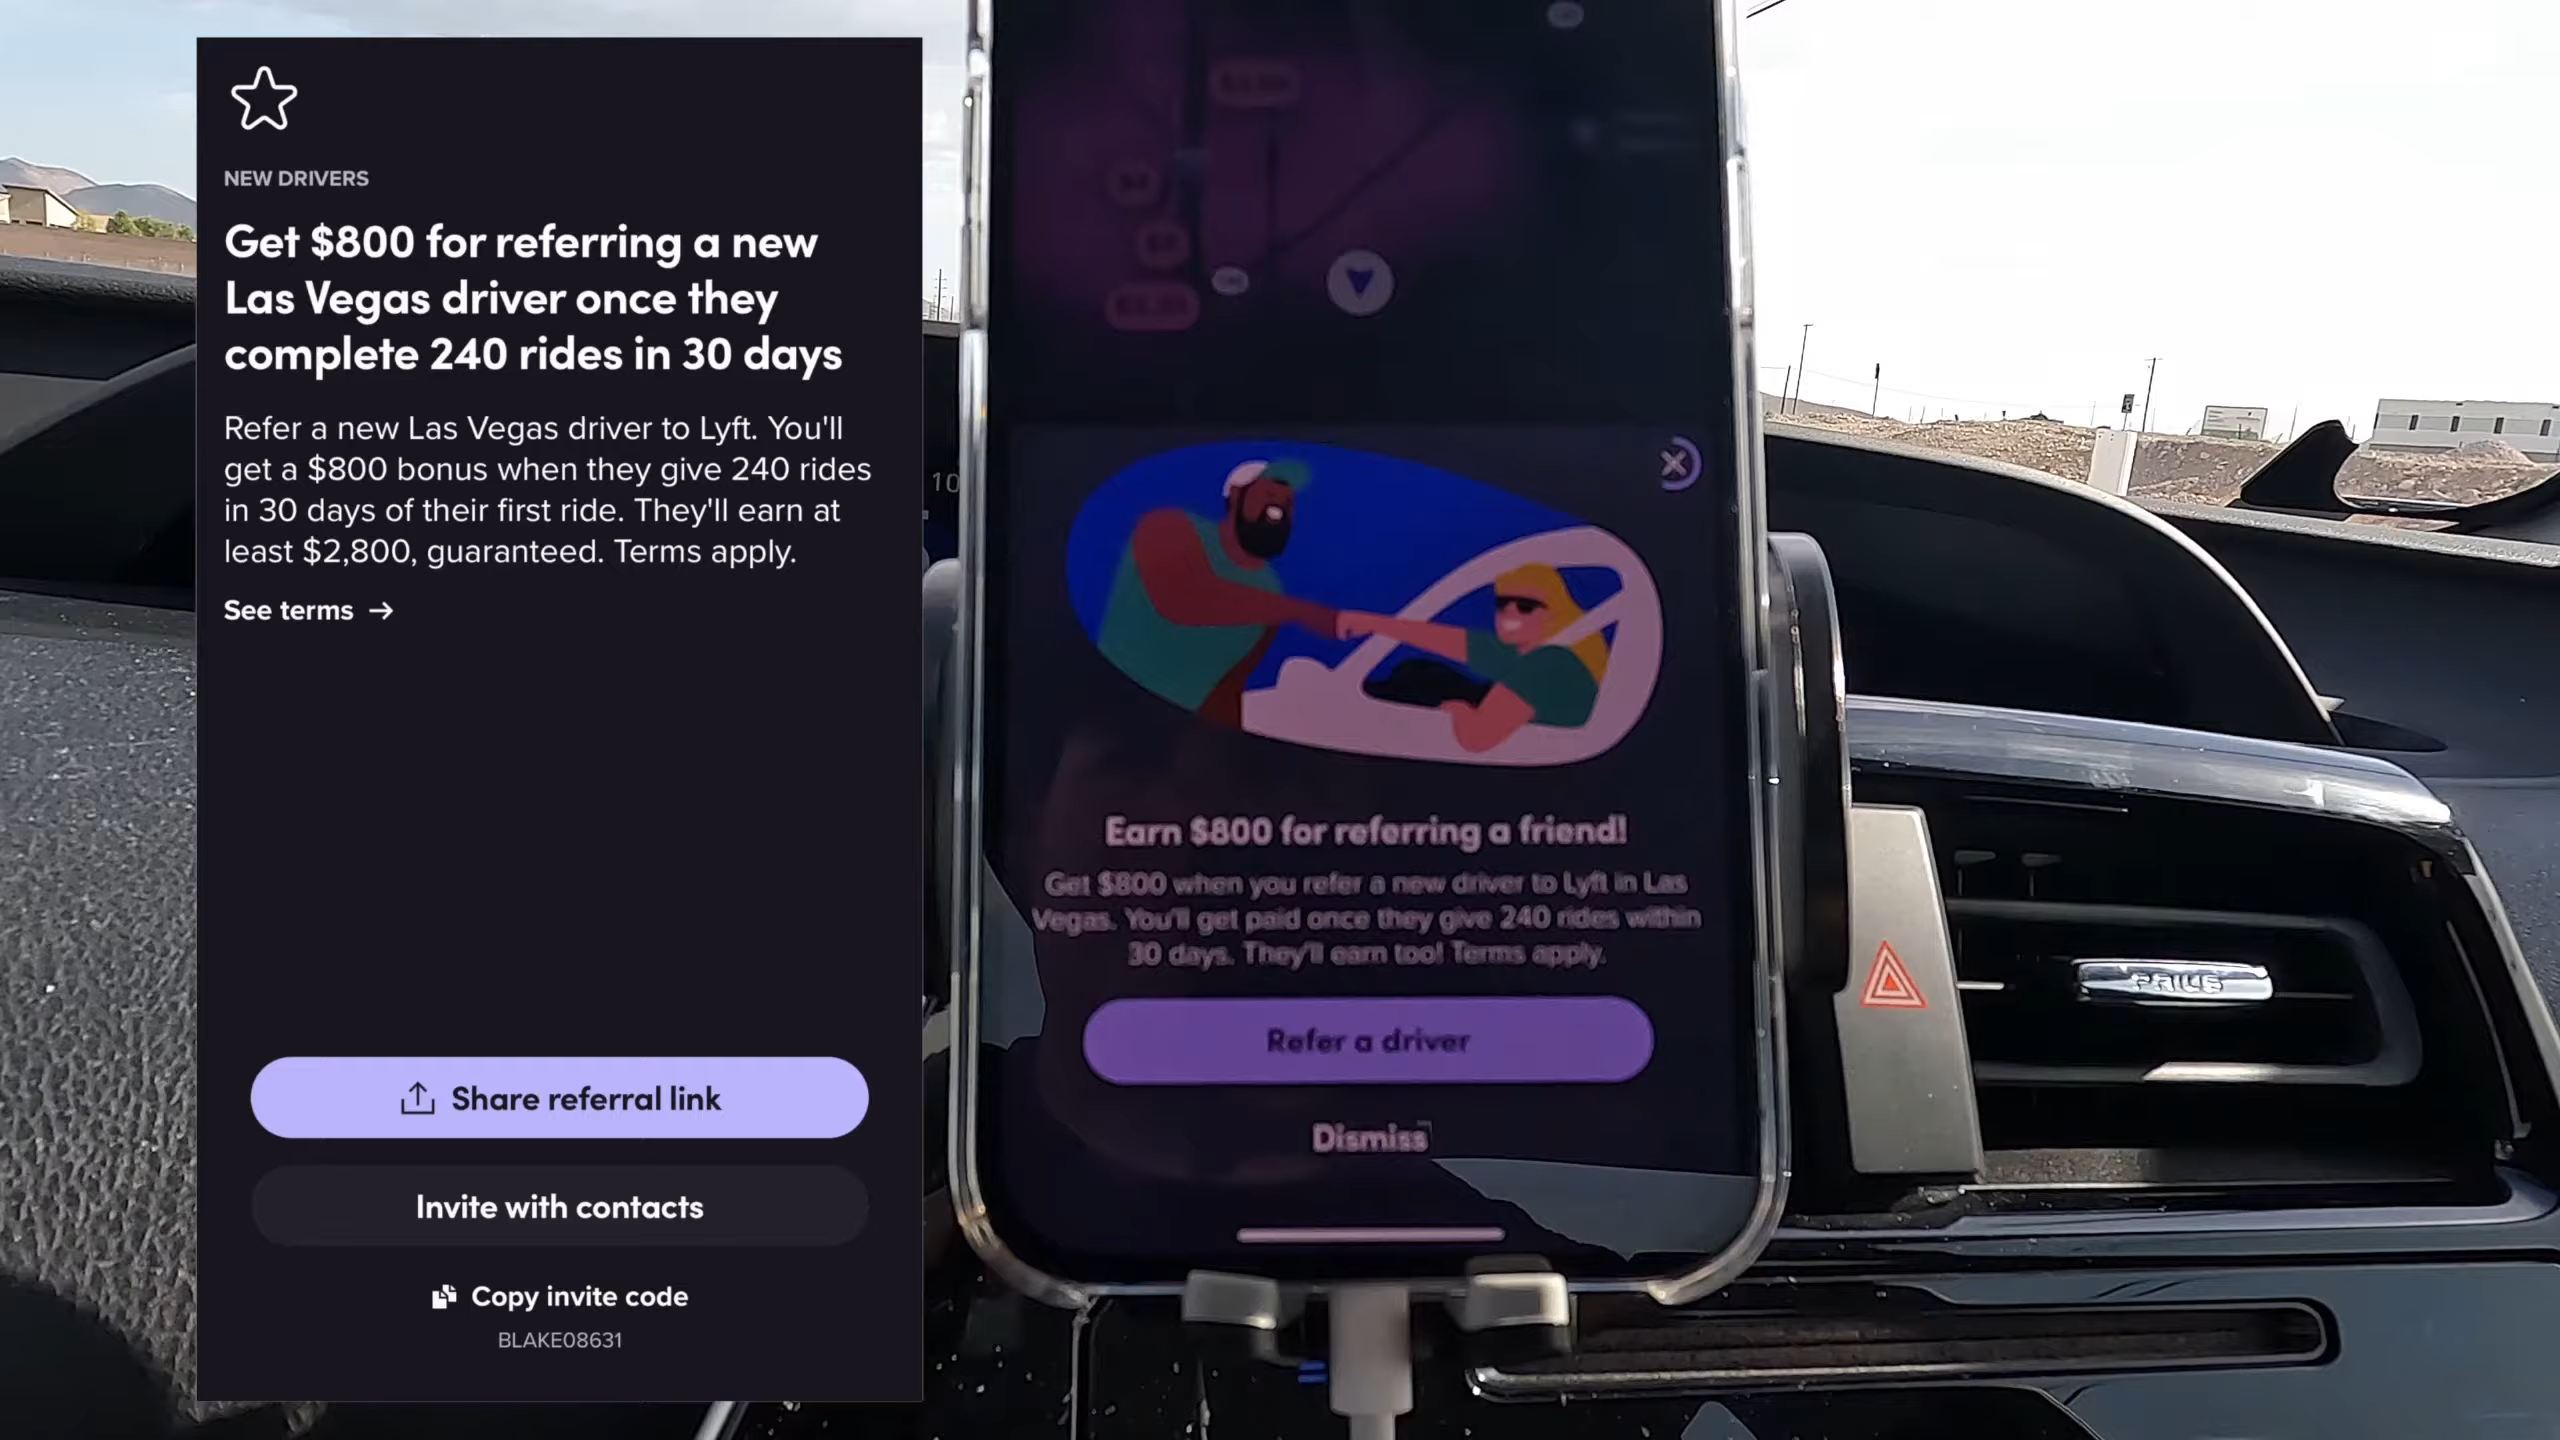 NEW DRIVERS
Get $800 for referring a new
Las Vegas driver once they
complete 240 rides in 30 days
Refer a new Las Vegas driver to Lyft. You'll
get a $800 bonus when they give 240 rides
in 30 days of their first ride. They'll earn at
least $2,800, guaranteed. Terms apply.
See terms →
Share referral link
Invite with contacts
Copy invite code
BLAKE08631
10
Earn $800 for referring a friend!
Get $800 when you refer a new driver to Lyft in Las
Vegas. You'll get paid once they give 240 rides within
30 days. They'll earn too! Terms apply.
Refer a driver
Dismiss
PRIUS